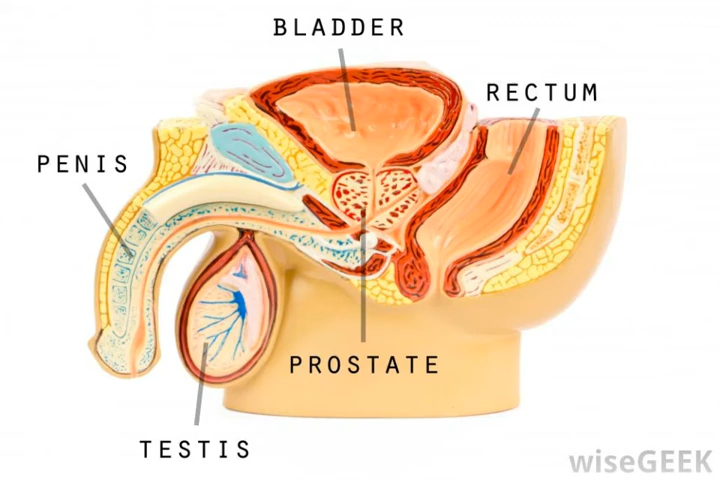 BLADDER
RECTUM
PENIS
PROSTATE
TESTIS
wiseGEEK